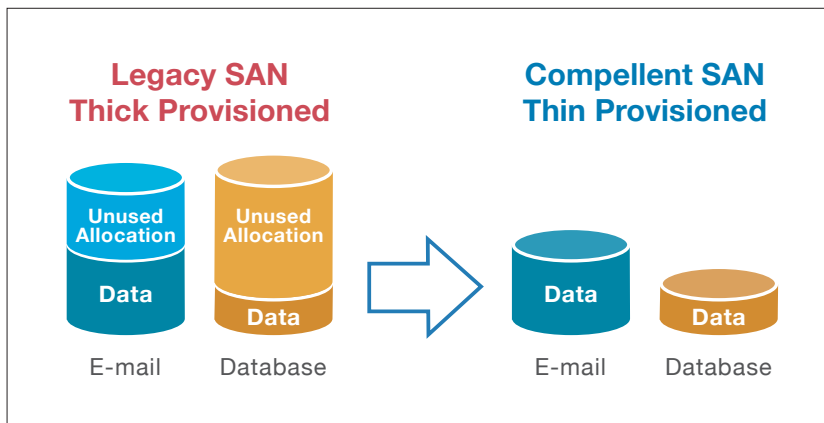 Legacy SAN
Thick Provisioned
Compellent SAN
Thin Provisioned
Unused
Allocation
Data
Unused
Allocation
Data
Data
Data
E-mail
Database
E-mail
Database